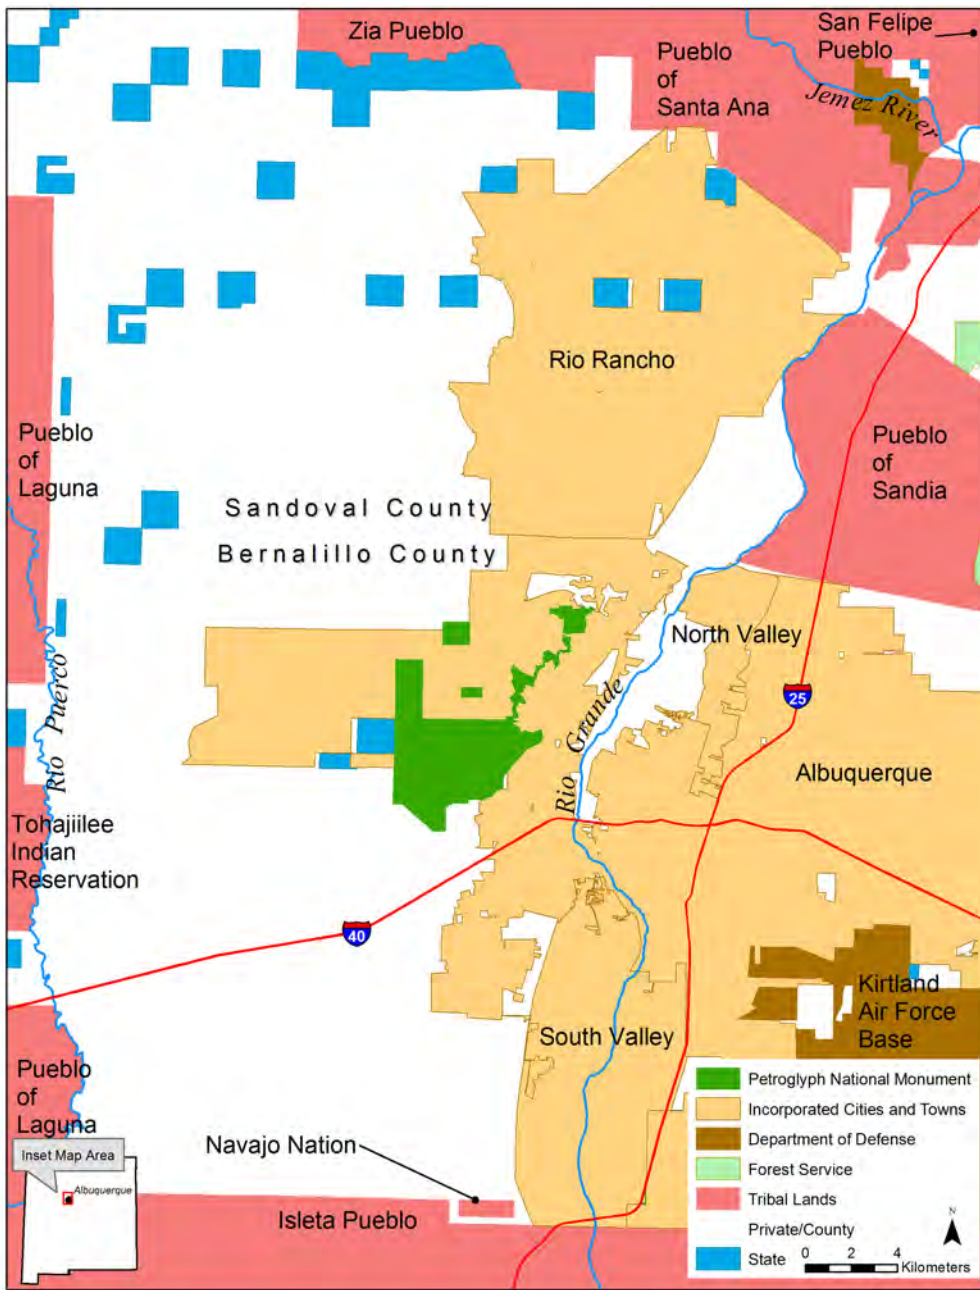 Zia Pueblo
San Felipe
Pueblo
Pueblo
of
Santa Ana
Jemez River
Rio Rancho
Pueblo
of
Laguna
Pueblo
of
Sandia
Sandoval County
Bernalillo County
North Valley
Rio Puerco
Rio Grande
25
Albuquerque
Tohajiilee
Indian
Reservation
40
Kirtland
Air Force
Base
South Valley
Pueblo
of
Laguna
Navajo Nation
Isleta Pueblo
Inset Map Area
Albuquerque
Petroglyph National Monument
Incorporated Cities and Towns
Department of Defense
Forest Service
Tribal Lands
Private/County
State
N
0 2 4
Kilometers